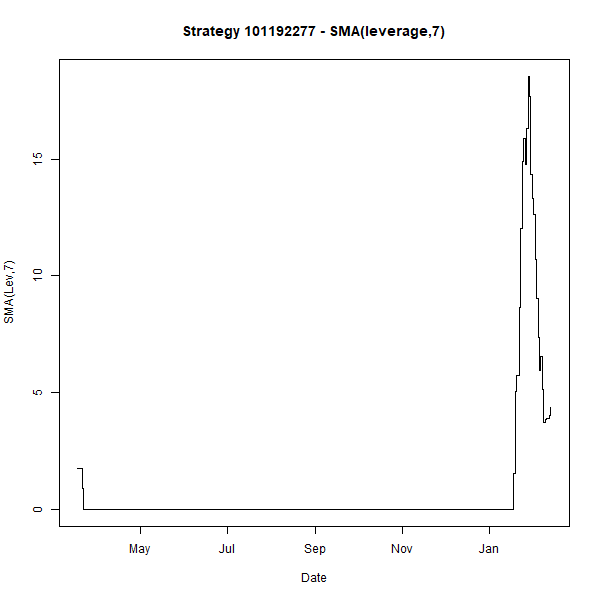 Strategy 101192277 - SMA(leverage,7)
SMA(Lev,7)
15
10
5
0
May Jul Sep Nov Jan
Date